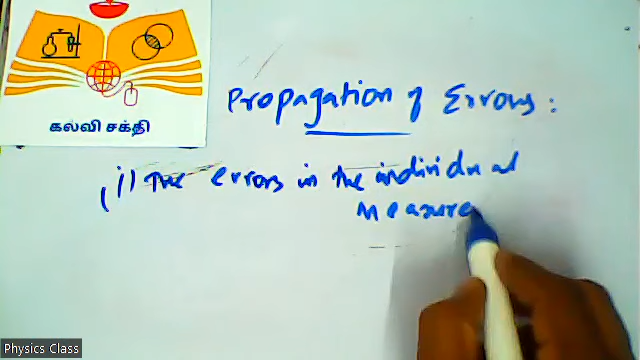 கல்வி சக்தி
Propagation of Errors:
(i) The errors in the individual
measure
Physics Class